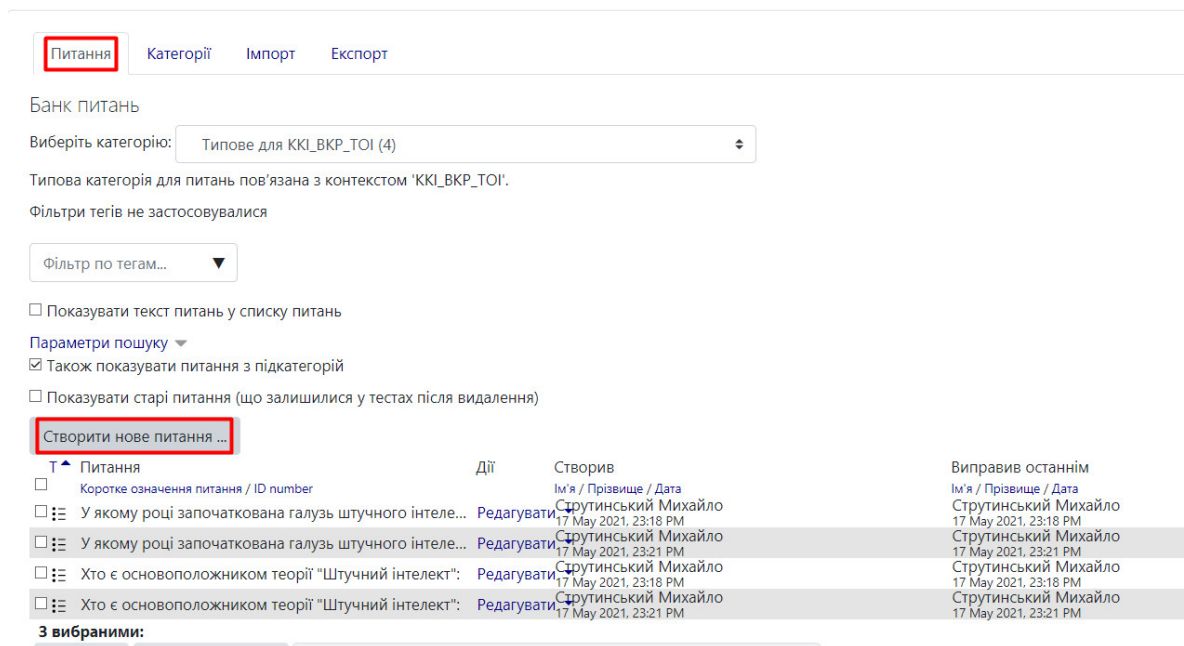 Питання Категорії Імпорт Експорт
Банк питань
Виберіть категорію: Типове для KKI_BKP_TOI (4)
Типова категорія для питань пов'язана з контекстом 'KKI_BKP_TOI'.
Фільтри тегів не застосовувалися
Фільтр по тегам... ▼
Показувати текст питань у списку питань
Параметри пошуку
Також показувати питання з підкатегорій
Показувати старі питання (що залишилися у тестах після видалення)
Створити нове питання ...
Т Питання Дії Створив Виправив останнім
Коротке означення питання / ID number Ім'я / Прізвище / Дата Ім'я / Прізвище / Дата
У якому році започаткована галузь штучного інтеле... Редагувати Струтинський Михайло Струтинський Михайло
17 May 2021, 23:18 PM 17 May 2021, 23:18 PM
У якому році започаткована галузь штучного інтеле... Редагувати Струтинський Михайло Струтинський Михайло
17 May 2021, 23:21 PM 17 May 2021, 23:21 PM
Хто є основоположником теорії "Штучний інтелект": Редагувати Струтинський Михайло Струтинський Михайло
17 May 2021, 23:18 PM 17 May 2021, 23:18 PM
Хто є основоположником теорії "Штучний інтелект": Редагувати Струтинський Михайло Струтинський Михайло
17 May 2021, 23:21 PM 17 May 2021, 23:21 PM
З вибраними: